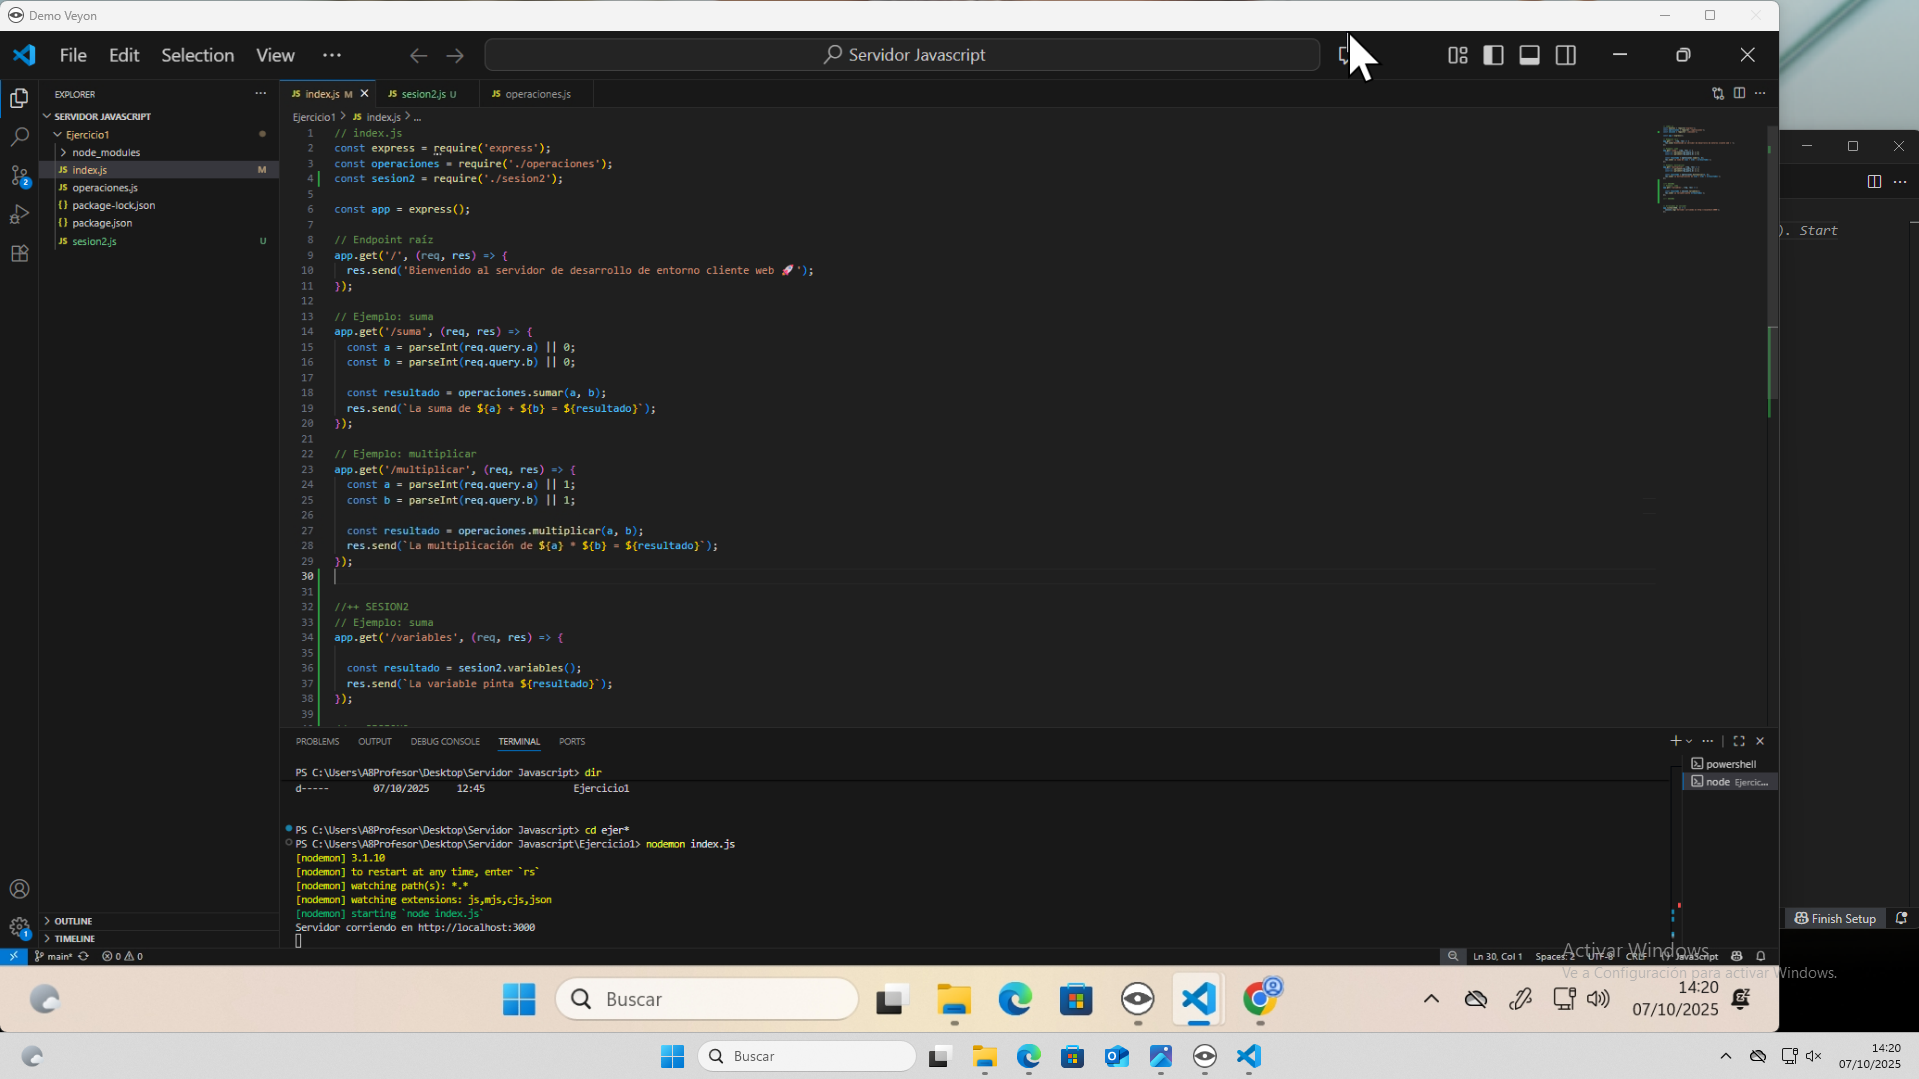 Demo Veyon
File Edit Selection View ···
Servidor Javascript
EXPLORER ···
SERVIDOR JAVASCRIPT
Ejercicio1
node_modules
JS index.js M
JS operaciones.js
{} package-lock.json
{} package.json
JS sesion2.js U
OUTLINE
TIMELINE
JS index.js M
JS sesion2.js U
JS operaciones.js
Ejercicio1 > JS index.js > ...
1 // index.js
2 const express = require('express');
3 const operaciones = require('./operaciones');
4 const sesion2 = require('./sesion2');
5
6 const app = express();
7
8 // Endpoint raíz
9 app.get('/', (req, res) => {
10 res.send('Bienvenido al servidor de desarrollo de entorno cliente web 🚀');
11 });
12
13 // Ejemplo: suma
14 app.get('/suma', (req, res) => {
15 const a = parseInt(req.query.a) || 0;
16 const b = parseInt(req.query.b) || 0;
17
18 const resultado = operaciones.sumar(a, b);
19 res.send(`La suma de ${a} + ${b} = ${resultado}`);
20 });
21
22 // Ejemplo: multiplicar
23 app.get('/multiplicar', (req, res) => {
24 const a = parseInt(req.query.a) || 1;
25 const b = parseInt(req.query.b) || 1;
26
27 const resultado = operaciones.multiplicar(a, b);
28 res.send(`La multiplicación de ${a} * ${b} = ${resultado}`);
29 });
30
31
32 //++ SESION2
33 // Ejemplo: suma
34 app.get('/variables', (req, res) => {
35
36 const resultado = sesion2.variables();
37 res.send(`La variable pinta ${resultado}`);
38 });
39
PROBLEMS OUTPUT DEBUG CONSOLE TERMINAL PORTS
PS C:\Users\A8Profesor\Desktop\Servidor Javascript> dir
d----- 07/10/2025 12:45 Ejercicio1
PS C:\Users\A8Profesor\Desktop\Servidor Javascript> cd ejer*
PS C:\Users\A8Profesor\Desktop\Servidor Javascript\Ejercicio1> nodemon index.js
[nodemon] 3.1.10
[nodemon] to restart at any time, enter `rs`
[nodemon] watching path(s): *.*
[nodemon] watching extensions: js,mjs,cjs,json
[nodemon] starting `node index.js`
Servidor corriendo en http://localhost:3000
powershell
node Ejercic...
2
1
main* 0 0
Ln 30, Col 1 Spaces: 2 UTF-8 CRLF {} JavaScript
). Start
Finish Setup
Activar Windows
Ve a Configuración para activar Windows.
Buscar
14:20
07/10/2025
Buscar
14:20
07/10/2025